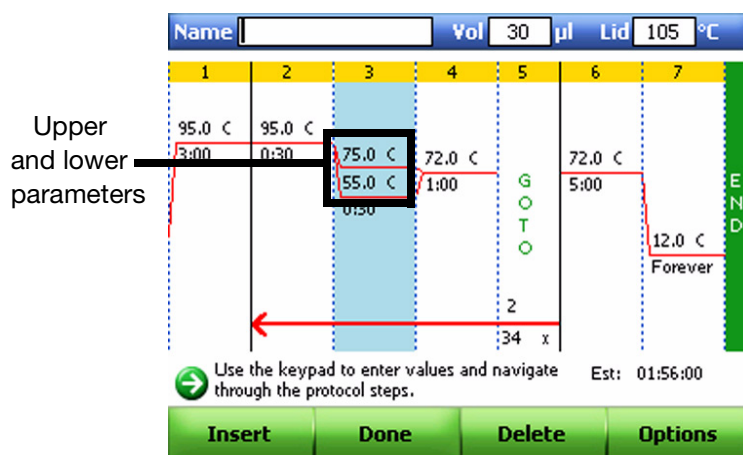 Name Vol 30 µl Lid 105 °C
1 2 3 4 5 6 7
Upper
and lower
parameters
95.0 C
3:00
95.0 C
0:30
75.0 C
55.0 C
0:30
72.0 C
1:00
GOTO
2
34 x
72.0 C
5:00
12.0 C
Forever
END
Use the keypad to enter values and navigate
through the protocol steps.
Est: 01:56:00
Insert Done Delete Options